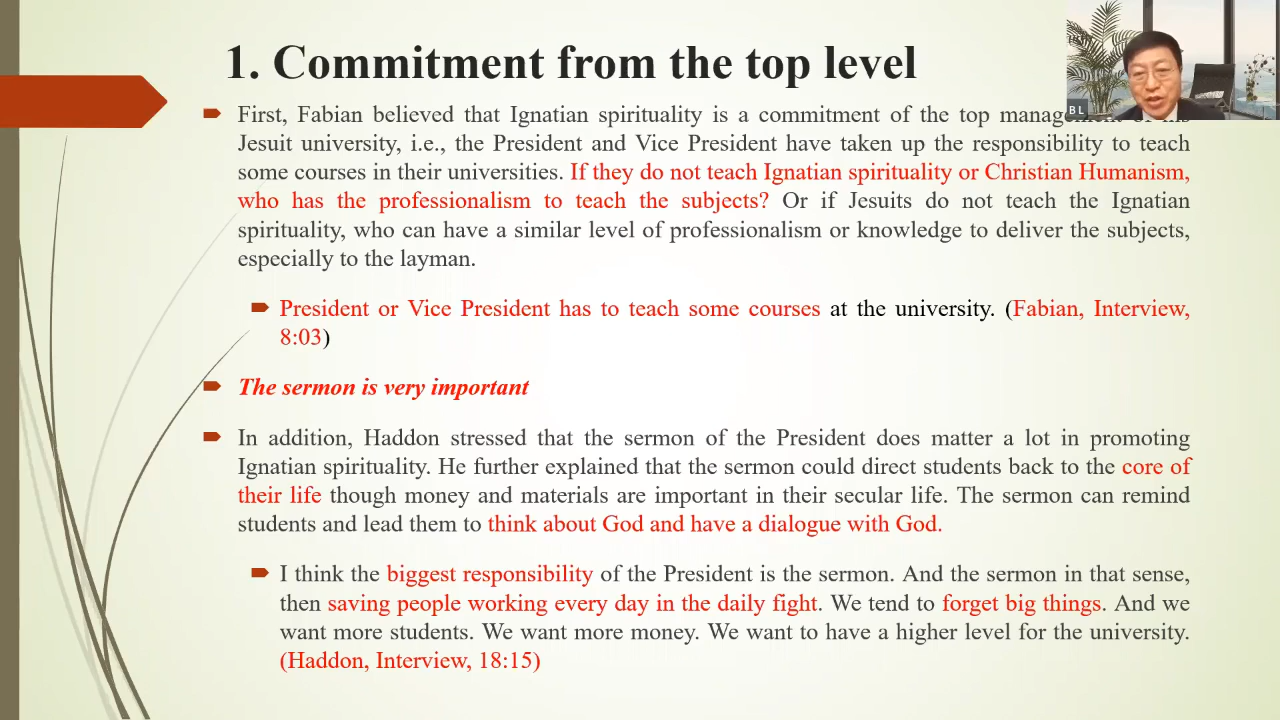 1. Commitment from the top level
BL
First, Fabian believed that Ignatian spirituality is a commitment of the top
Jesuit university, i.e., the President and Vice President have taken up the responsibility to teach
some courses in their universities. If they do not teach Ignatian spirituality or Christian Humanism,
who has the professionalism to teach the subjects? Or if Jesuits do not teach the Ignatian
spirituality, who can have a similar level of professionalism or knowledge to deliver the subjects,
especially to the layman.
President or Vice President has to teach some courses at the university. (Fabian, Interview,
8:03)
The sermon is very important
In addition, Haddon stressed that the sermon of the President does matter a lot in promoting
Ignatian spirituality. He further explained that the sermon could direct students back to the core of
their life though money and materials are important in their secular life. The sermon can remind
students and lead them to think about God and have a dialogue with God.
I think the biggest responsibility of the President is the sermon. And the sermon in that sense,
then saving people working every day in the daily fight. We tend to forget big things. And we
want more students. We want more money. We want to have a higher level for the university.
(Haddon, Interview, 18:15)